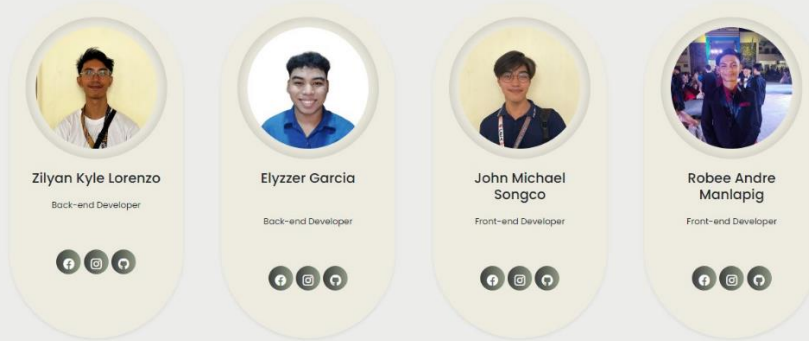 Zilyan Kyle Lorenzo
Back-end Developer
Elyzzer Garcia
Back-end Developer
John Michael
Songco
Front-end Developer
Robee Andre
Manlapig
Front-end Developer